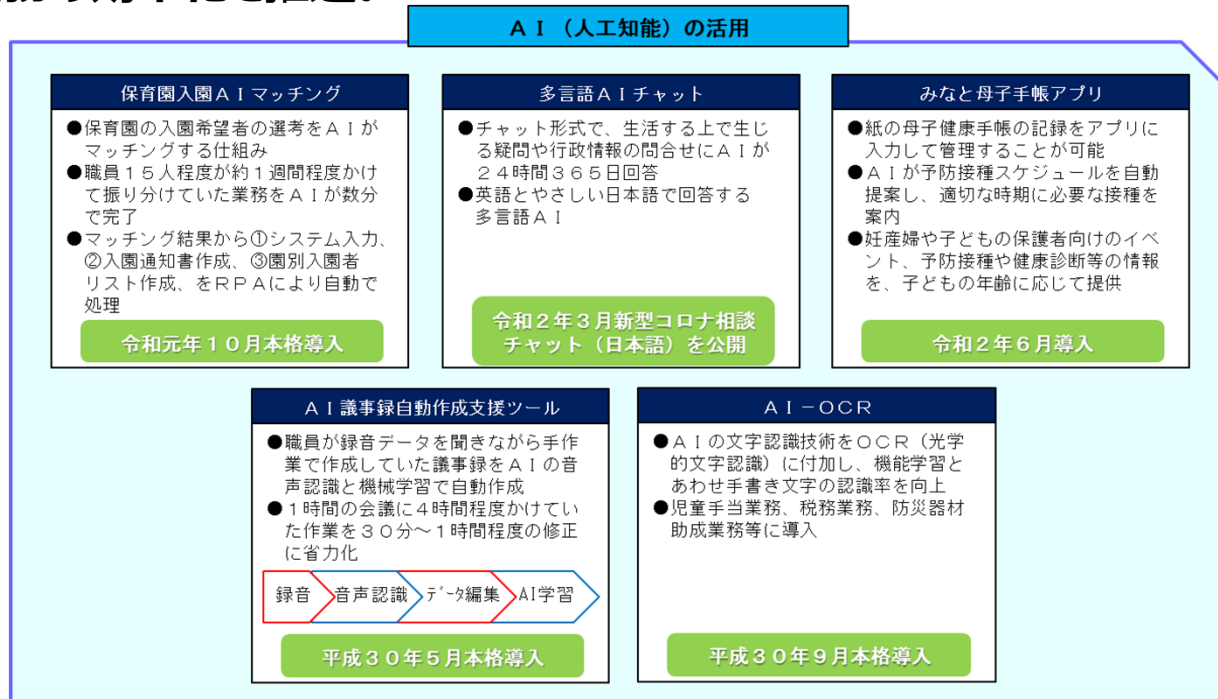 ＡＩ（人工知能）の活用
保育園入園ＡＩマッチング
●保育園の入園希望者の選考をＡＩが
マッチングする仕組み
●職員１５人程度が約１週間程度かけ
て振り分けていた業務をＡＩが数分
で完了
●マッチング結果から①システム入力、
②入園通知書作成、③園別入園者
リスト作成、をＲＰＡにより自動で
処理
令和元年１０月本格導入
多言語ＡＩチャット
●チャット形式で、生活する上で生じ
る疑問や行政情報の問合せにＡＩが
２４時間３６５日回答
●英語とやさしい日本語で回答する
多言語ＡＩ
令和２年３月新型コロナ相談
チャット（日本語）を公開
みなと母子手帳アプリ
●紙の母子健康手帳の記録をアプリに
入力して管理することが可能
●ＡＩが予防接種スケジュールを自動
提案し、適切な時期に必要な接種を
案内
●妊産婦や子どもの保護者向けのイベ
ント、予防接種や健康診断等の情報
を、子どもの年齢に応じて提供
令和２年６月導入
ＡＩ議事録自動作成支援ツール
●職員が録音データを聞きながら手作
業で作成していた議事録をＡＩの音
声認識と機械学習で自動作成
●１時間の会議に４時間程度かけてい
た作業を３０分～１時間程度の修正
に省力化
録音
音声認識
ﾃﾞｰﾀ編集
AI学習
平成３０年５月本格導入
ＡＩ－ＯＣＲ
●ＡＩの文字認識技術をＯＣＲ（光学
的文字認識）に付加し、機能学習と
あわせ手書き文字の認識率を向上
●児童手当業務、税務業務、防災器材
助成業務等に導入
平成３０年９月本格導入